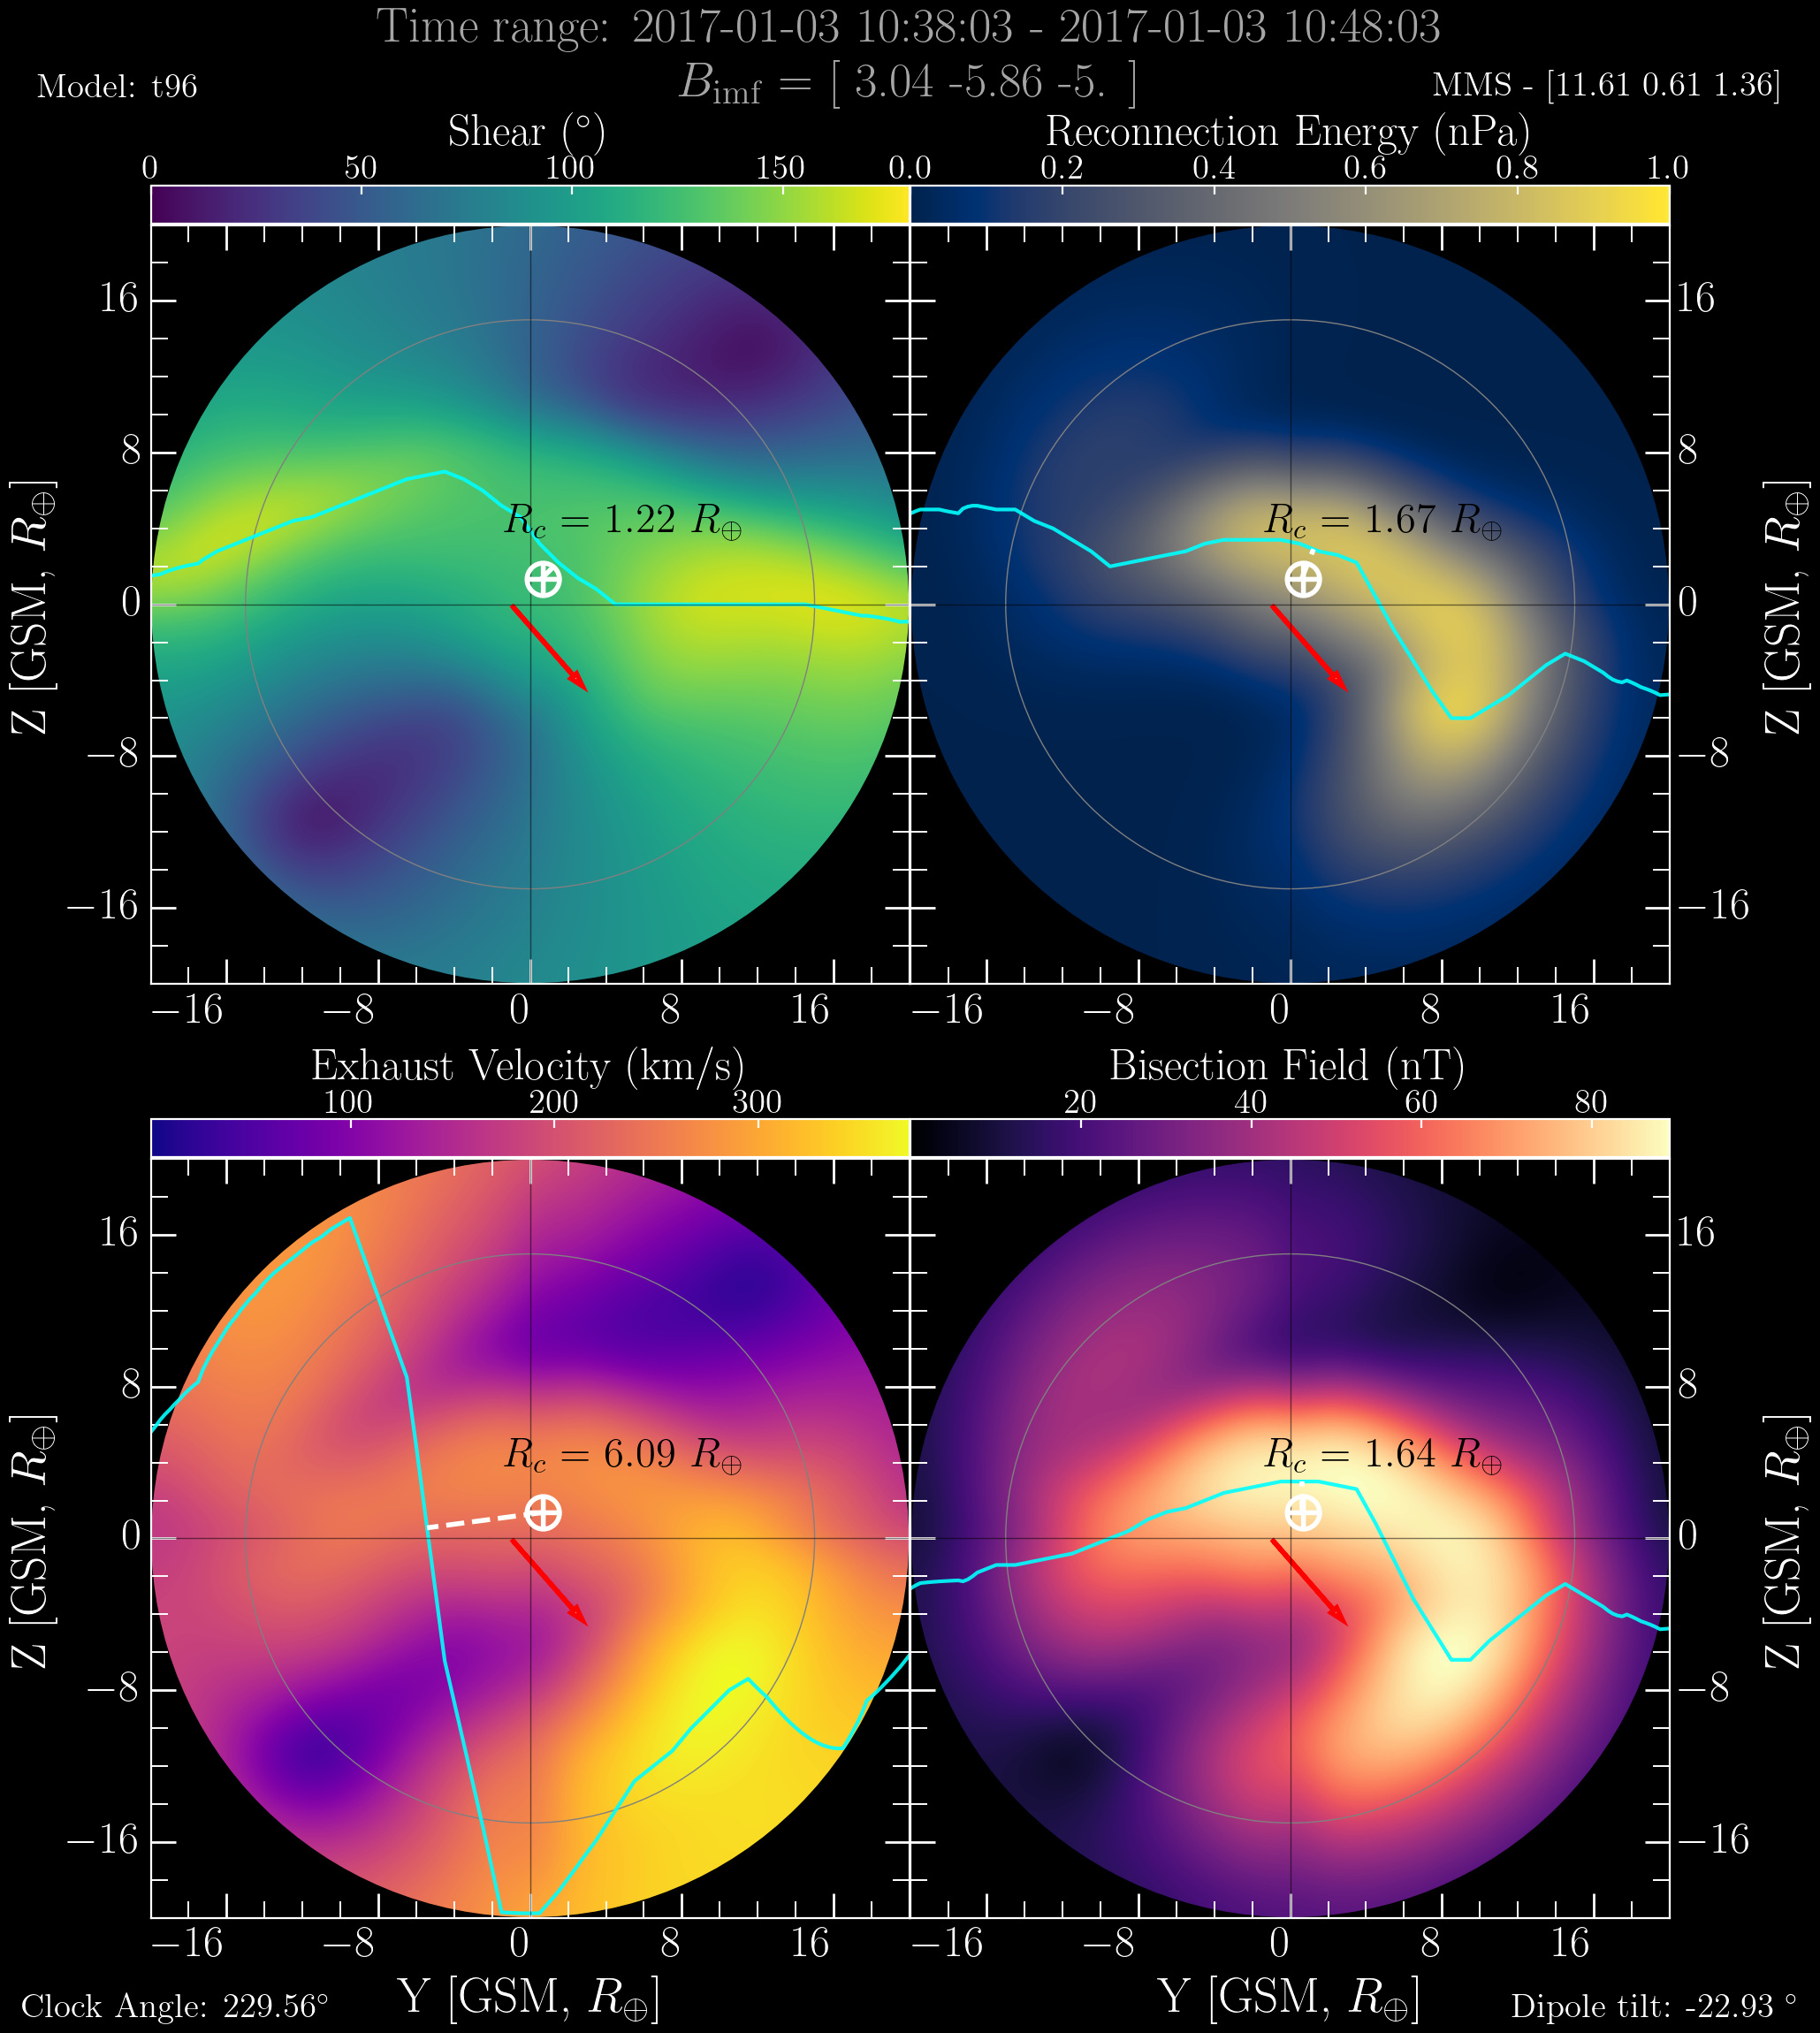 Time range: 2017-01-03 10:38:03 - 2017-01-03 10:48:03
Model: t96
B_imf = [ 3.04 -5.86 -5. ]
MMS - [11.61 0.61 1.36]
Shear (°)
Reconnection Energy (nPa)
0 50 100 150
0.0 0.2 0.4 0.6 0.8 1.0
16 8 0 −8 −16
Z [GSM, R⊕]
R_c = 1.22 R⊕
R_c = 1.67 R⊕
16 8 0 −8 −16
Z [GSM, R⊕]
−16 −8 0 8 16
−16 −8 0 8 16
Exhaust Velocity (km/s)
Bisection Field (nT)
100 200 300
20 40 60 80
16 8 0 −8 −16
Z [GSM, R⊕]
R_c = 6.09 R⊕
R_c = 1.64 R⊕
16 8 0 −8 −16
Z [GSM, R⊕]
−16 −8 0 8 16
−16 −8 0 8 16
Y [GSM, R⊕]
Y [GSM, R⊕]
Clock Angle: 229.56°
Dipole tilt: -22.93 °